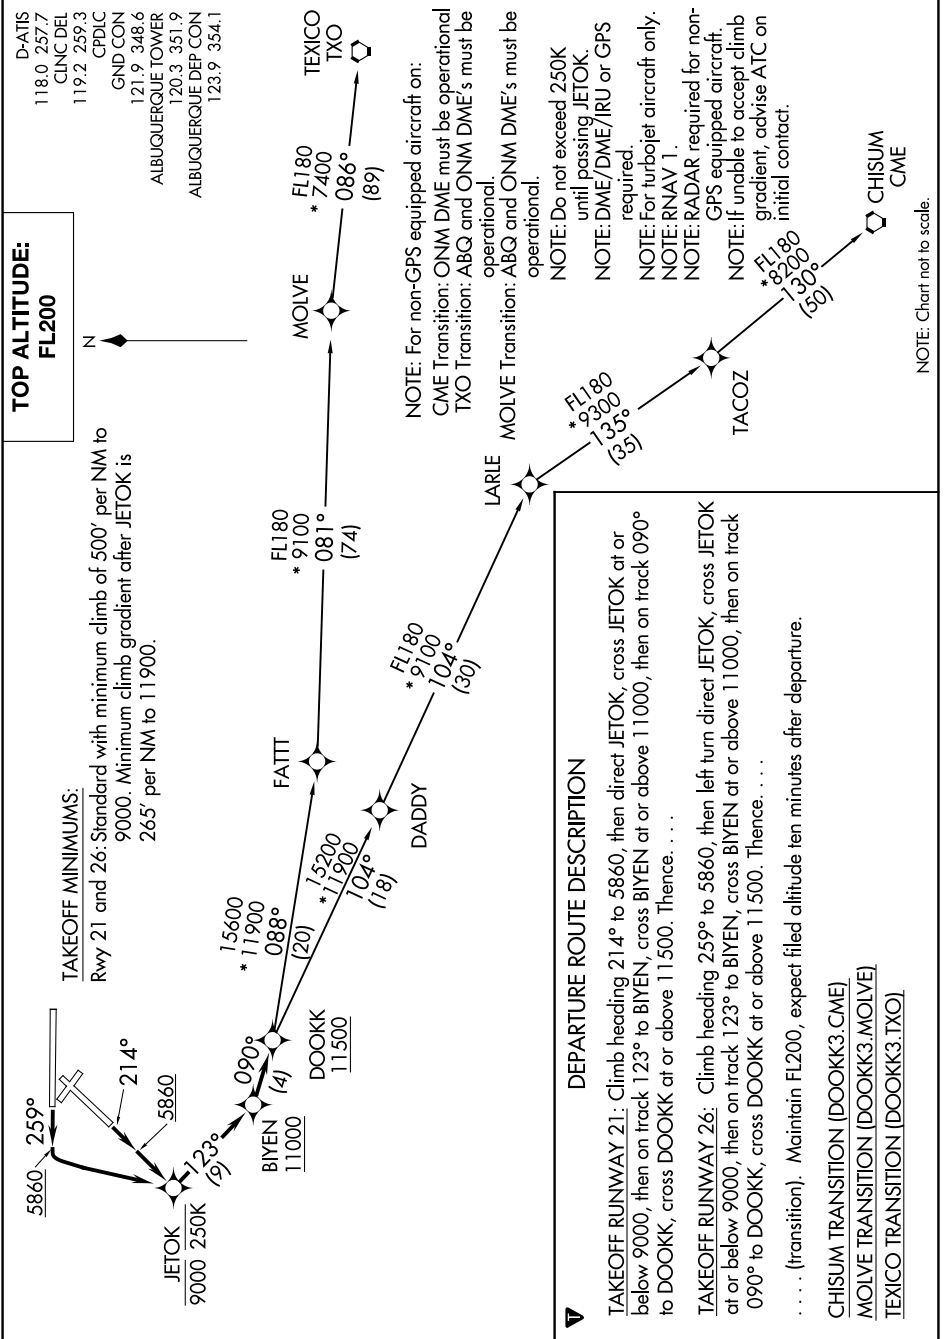 D-ATIS
118.0 257.7
CLNC DEL
119.2 259.3
CPDLC
GND CON
121.9 348.6
ALBUQUERQUE TOWER
120.3 351.9
ALBUQUERQUE DEP CON
123.9 354.1
TOP ALTITUDE:
FL200
N
TAKEOFF MINIMUMS:
Rwy 21 and 26: Standard with minimum climb of 500' per NM to
9000. Minimum climb gradient after JETOK is
265' per NM to 11900.
5860
259°
214°
5860
JETOK
9000 250K
123°
(9)
BIYEN
11000
090°
(4)
DOOKK
11500
15600
* 11900
088°
(20)
15200
*11900
104°
(18)
FATTT
DADDY
FL180
* 9100
081°
(74)
FL180
* 9100
104°
(30)
MOLVE
FL180
* 7400
086°
(89)
TEXICO
TXO
LARLE
FL180
*9300
135°
(35)
TACOZ
FL180
*8200
130°
(50)
CHISUM
CME
NOTE: For non-GPS equipped aircraft on:
CME Transition: ONM DME must be operational
TXO Transition: ABQ and ONM DME's must be
operational.
MOLVE Transition: ABQ and ONM DME's must be
operational.
NOTE: Do not exceed 250K
until passing JETOK.
NOTE: DME/DME/IRU or GPS
required.
NOTE: For turbojet aircraft only.
NOTE: RNAV 1.
NOTE: RADAR required for non-
GPS equipped aircraft.
NOTE: If unable to accept climb
gradient, advise ATC on
initial contact.
NOTE: Chart not to scale.
T
DEPARTURE ROUTE DESCRIPTION
TAKEOFF RUNWAY 21: Climb heading 214° to 5860, then direct JETOK, cross JETOK at or
below 9000, then on track 123° to BIYEN, cross BIYEN at or above 11000, then on track 090°
to DOOKK, cross DOOKK at or above 11500. Thence. . . .
TAKEOFF RUNWAY 26: Climb heading 259° to 5860, then left turn direct JETOK, cross JETOK
at or below 9000, then on track 123° to BIYEN, cross BIYEN at or above 11000, then on track
090° to DOOKK, cross DOOKK at or above 11500. Thence. . . .
. . . . (transition). Maintain FL200, expect filed altitude ten minutes after departure.
CHISUM TRANSITION (DOOKK3.CME)
MOLVE TRANSITION (DOOKK3.MOLVE)
TEXICO TRANSITION (DOOKK3.TXO)